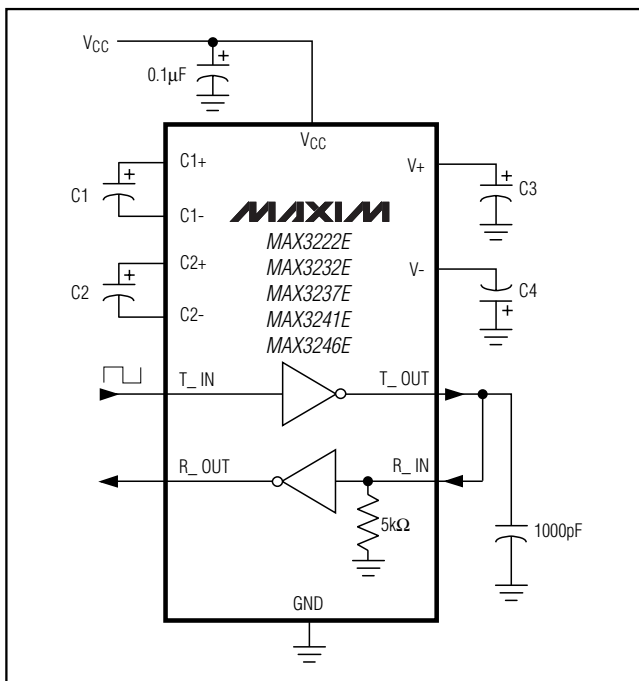 VCC
0.1µF
+
VCC
C1+
V+
C1
+
+
C3
C1-
MAXIM
MAX3222E
C2+
MAX3232E
V-
C2
+
MAX3237E
C4
C2-
MAX3241E
+
MAX3246E
T_ IN
T_ OUT
R_ OUT
R_ IN
5kΩ
1000pF
GND